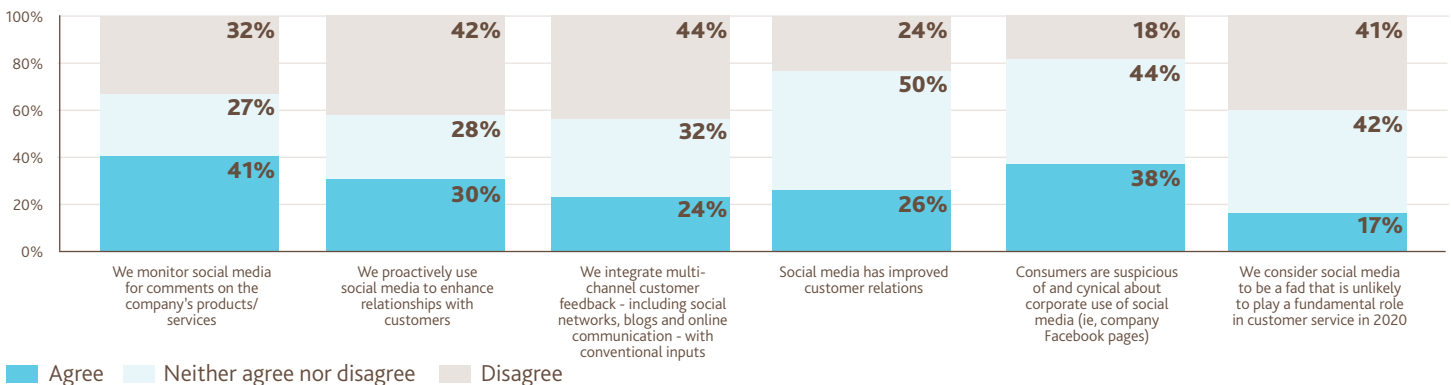 100%
80%
60%
40%
20%
0%
32%
27%
41%
42%
28%
30%
44%
32%
24%
24%
50%
26%
18%
44%
38%
41%
42%
17%
We monitor social media
for comments on the
company's products/
services
We proactively use
social media to enhance
relationships with
customers
We integrate multi-
channel customer
feedback - including social
networks, blogs and online
communication - with
conventional inputs
Social media has improved
customer relations
Consumers are suspicious
of and cynical about
corporate use of social
media (ie, company
Facebook pages)
We consider social media
to be a fad that is unlikely
to play a fundamental role
in customer service in 2020
Agree
Neither agree nor disagree
Disagree